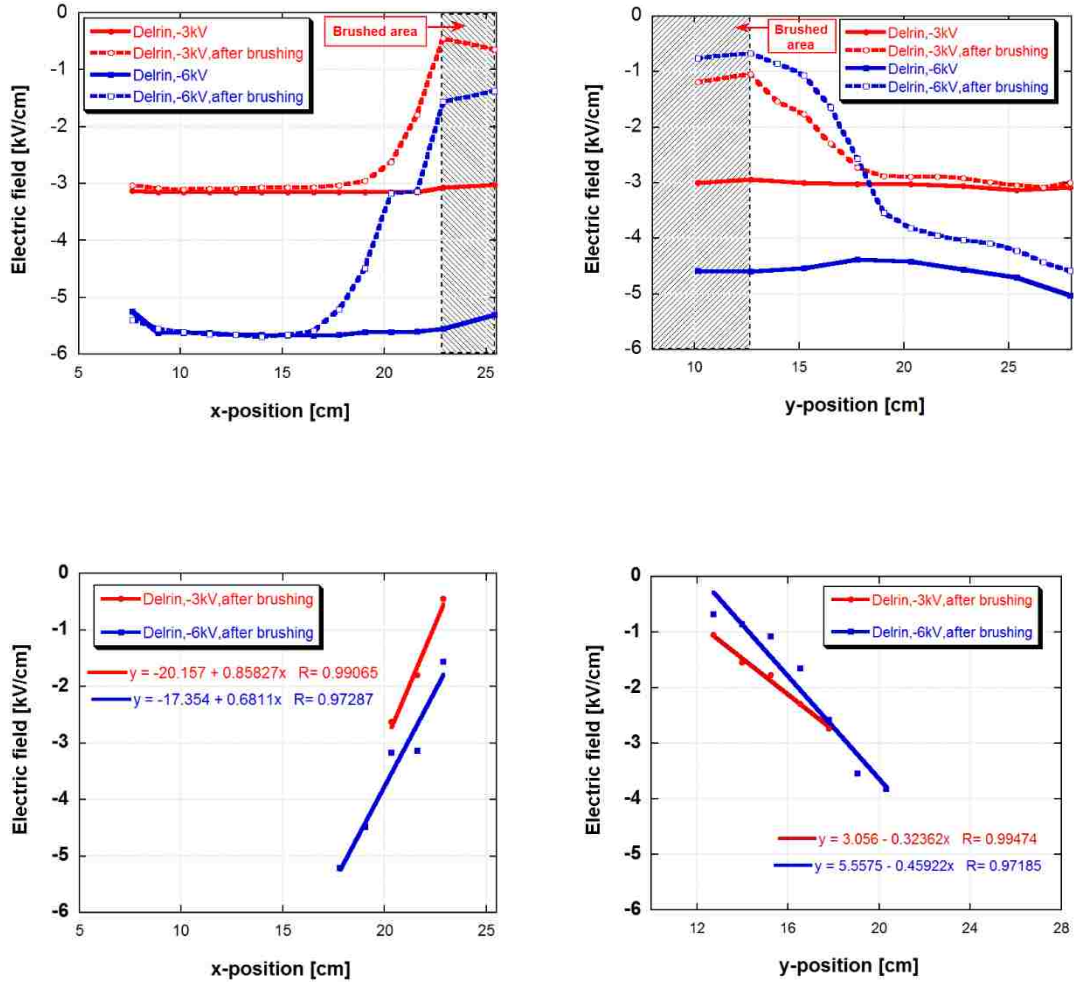 0
-1
-2
-3
-4
-5
-6
Electric field [kV/cm]
Delrin,-3kV
Delrin,-3kV,after brushing
Delrin,-6kV
Delrin,-6kV,after brushing
Brushed area
5
10
15
20
25
x-position [cm]
0
-1
-2
-3
-4
-5
-6
Electric field [kV/cm]
Brushed
area
Delrin,-3kV
Delrin,-3kV,after brushing
Delrin,-6kV
Delrin,-6kV,after brushing
10
15
20
25
y-position [cm]
0
-1
-2
-3
-4
-5
-6
Electric field [kV/cm]
Delrin,-3kV,after brushing
Delrin,-6kV,after brushing
y = -20.157 + 0.85827x R= 0.99065
y = -17.354 + 0.6811x R= 0.97287
5
10
15
20
25
x-position [cm]
0
-1
-2
-3
-4
-5
-6
Electric field [kV/cm]
Delrin,-3kV,after brushing
Delrin,-6kV,after brushing
y = 3.056 - 0.32362x R= 0.99474
y = 5.5575 - 0.45922x R= 0.97185
12
16
20
24
28
y-position [cm]